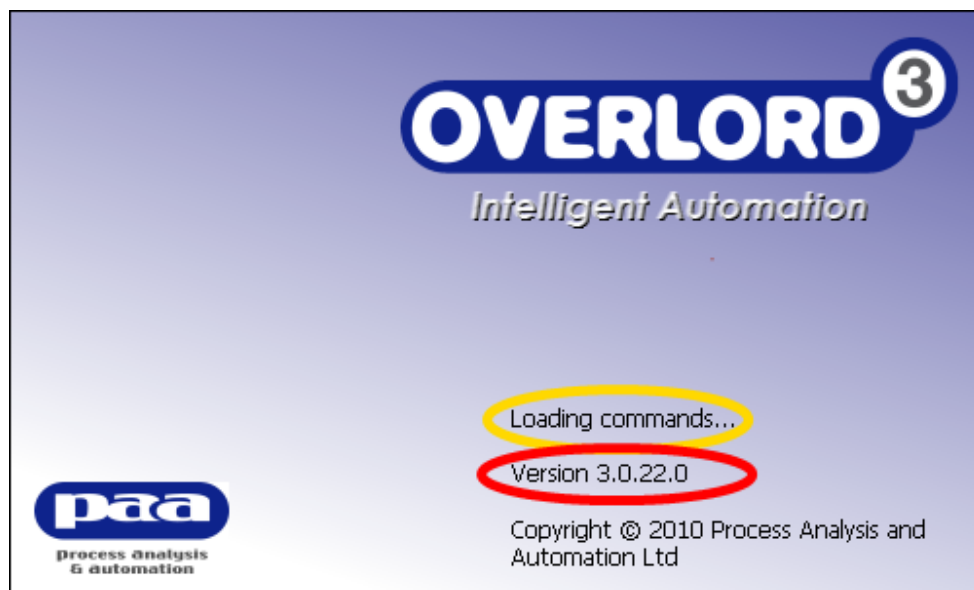 OVERLORD 3
Intelligent Automation
Loading commands...
Version 3.0.22.0
Copyright © 2010 Process Analysis and
Automation Ltd
paa
process analysis
& automation